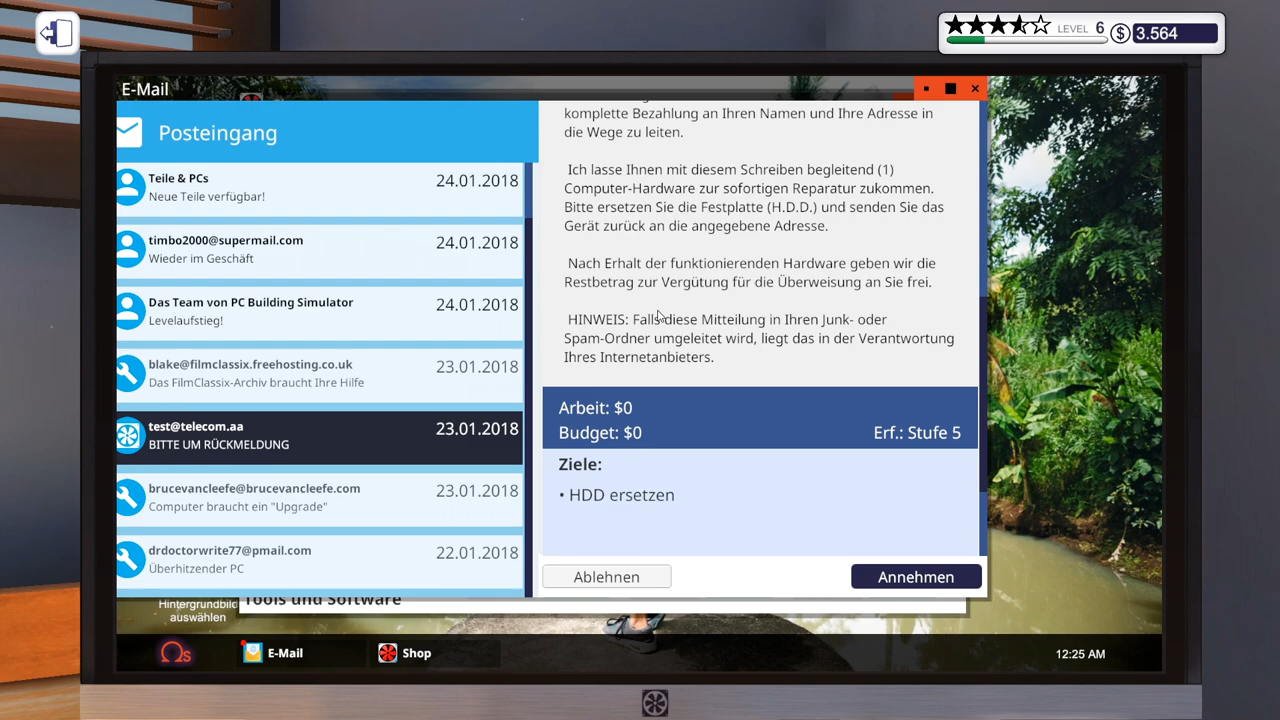 LEVEL 6
$ 3.564
E-Mail
Posteingang
Teile & PCs
24.01.2018
Neue Teile verfügbar!
timbo2000@supermail.com
24.01.2018
Wieder im Geschäft
Das Team von PC Building Simulator
24.01.2018
Levelaufstieg!
blake@filmclassix.freehosting.co.uk
23.01.2018
Das FilmClassix-Archiv braucht Ihre Hilfe
test@telecom.aa
23.01.2018
BITTE UM RÜCKMELDUNG
brucevancleefe@brucevancleefe.com
23.01.2018
Computer braucht ein "Upgrade"
drdoctorwrite77@pmail.com
22.01.2018
Überhitzender PC
komplette Bezahlung an Ihren Namen und Ihre Adresse in
die Wege zu leiten.
Ich lasse Ihnen mit diesem Schreiben begleitend (1)
Computer-Hardware zur sofortigen Reparatur zukommen.
Bitte ersetzen Sie die Festplatte (H.D.D.) und senden Sie das
Gerät zurück an die angegebene Adresse.
Nach Erhalt der funktionierenden Hardware geben wir die
Restbetrag zur Vergütung für die Überweisung an Sie frei.
HINWEIS: Falls diese Mitteilung in Ihren Junk- oder
Spam-Ordner umgeleitet wird, liegt das in der Verantwortung
Ihres Internetanbieters.
Arbeit: $0
Budget: $0
Erf.: Stufe 5
Ziele:
• HDD ersetzen
Ablehnen
Annehmen
Hintergrundbild
auswählen
Tools und Software
Ωs
E-Mail
Shop
12:25 AM